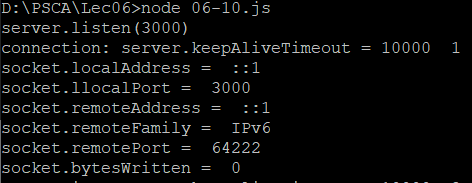 D:\PSCA\Lec06>node 06-10.js
server.listen(3000)
connection: server.keepAliveTimeout = 10000  1
socket.localAddress =  ::1
socket.llocalPort =  3000
socket.remoteAddress =  ::1
socket.remoteFamily =  IPv6
socket.remotePort =  64222
socket.bytesWritten =  0